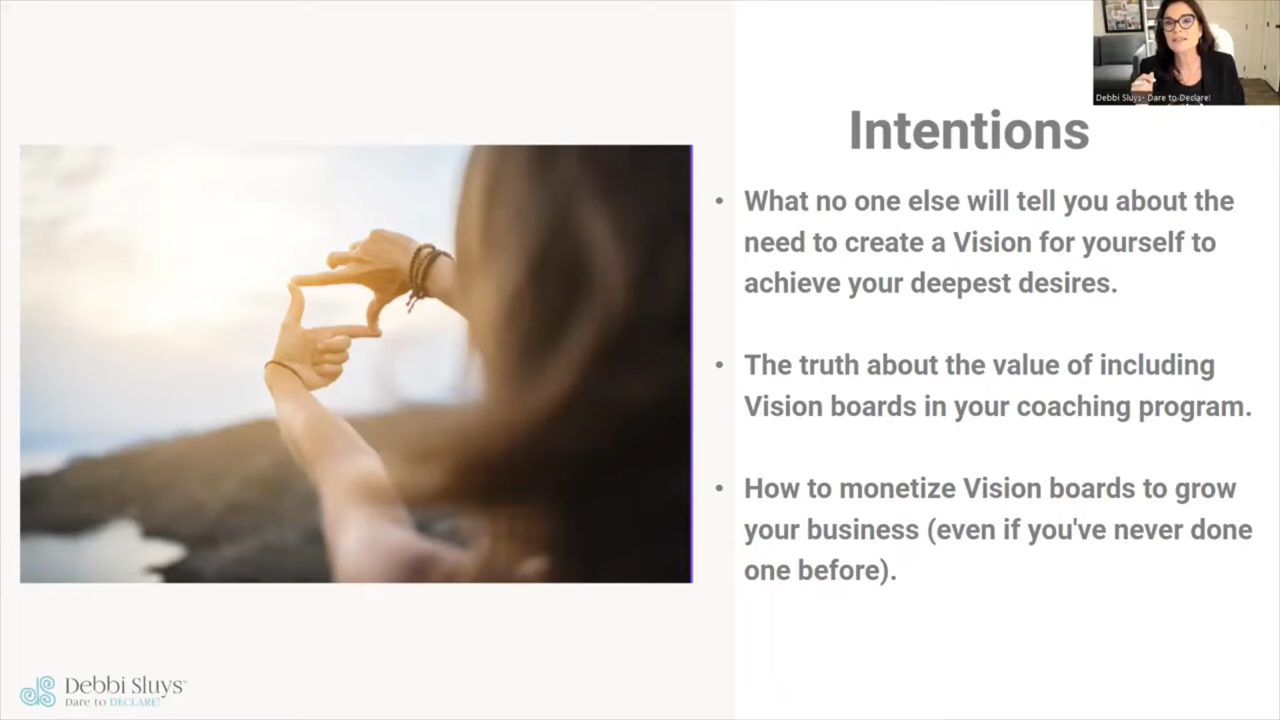 Debbi Sluys- Dare to Declare!
Intentions
• What no one else will tell you about the
need to create a Vision for yourself to
achieve your deepest desires.
• The truth about the value of including
Vision boards in your coaching program.
• How to monetize Vision boards to grow
your business (even if you've never done
one before).
Debbi Sluys™
Dare to DECLARE!